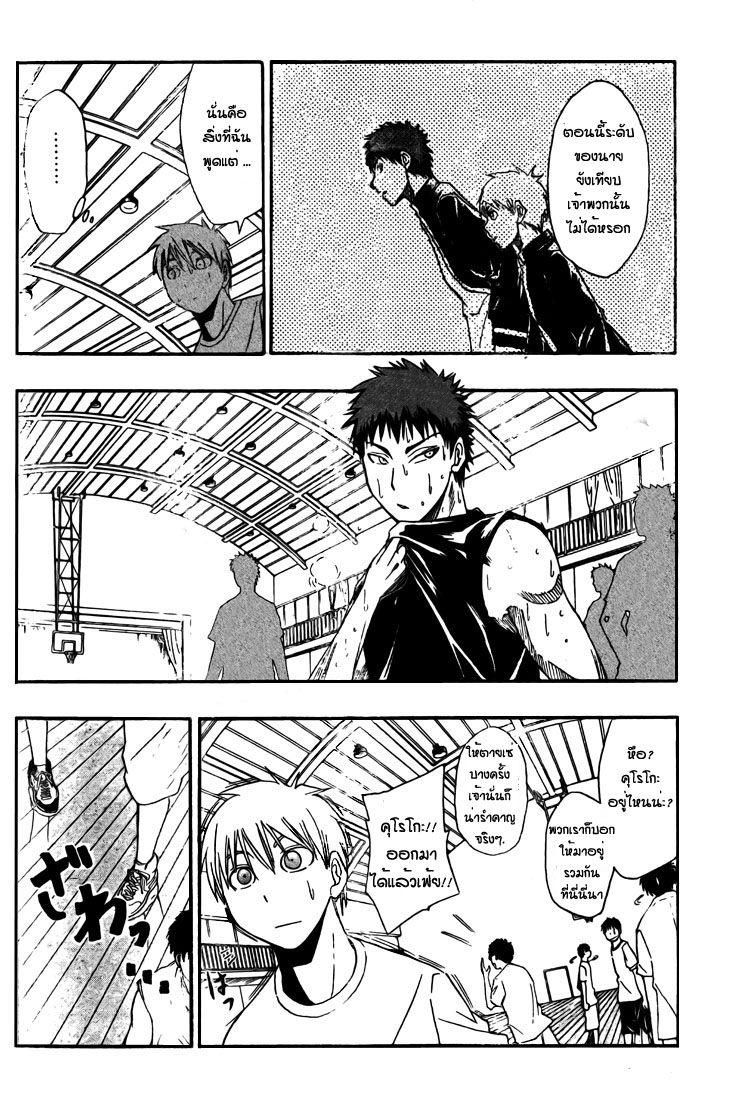 ตอนนี้ระดับ
ของนาย
ยังเทียบ
เจ้าพวกนั้น
ไม่ได้หรอก
นั่นคือ
สิ่งที่ฉัน
พูดแต่ ...
.........
หือ?
คุโรโกะ
อยู่ไหนน่ะ?
พวกเราก็บอก
ให้มาอยู่
รวมกัน
ที่นี่นี่นา
ให้ตายเซ่
บางครั้ง
เจ้านั่นก็
น่ารำคาญ
จริงๆ.
คุโรโกะ!!
ออกมา
ได้แล้วเฟ้ย!!
はっ
ざわっ…